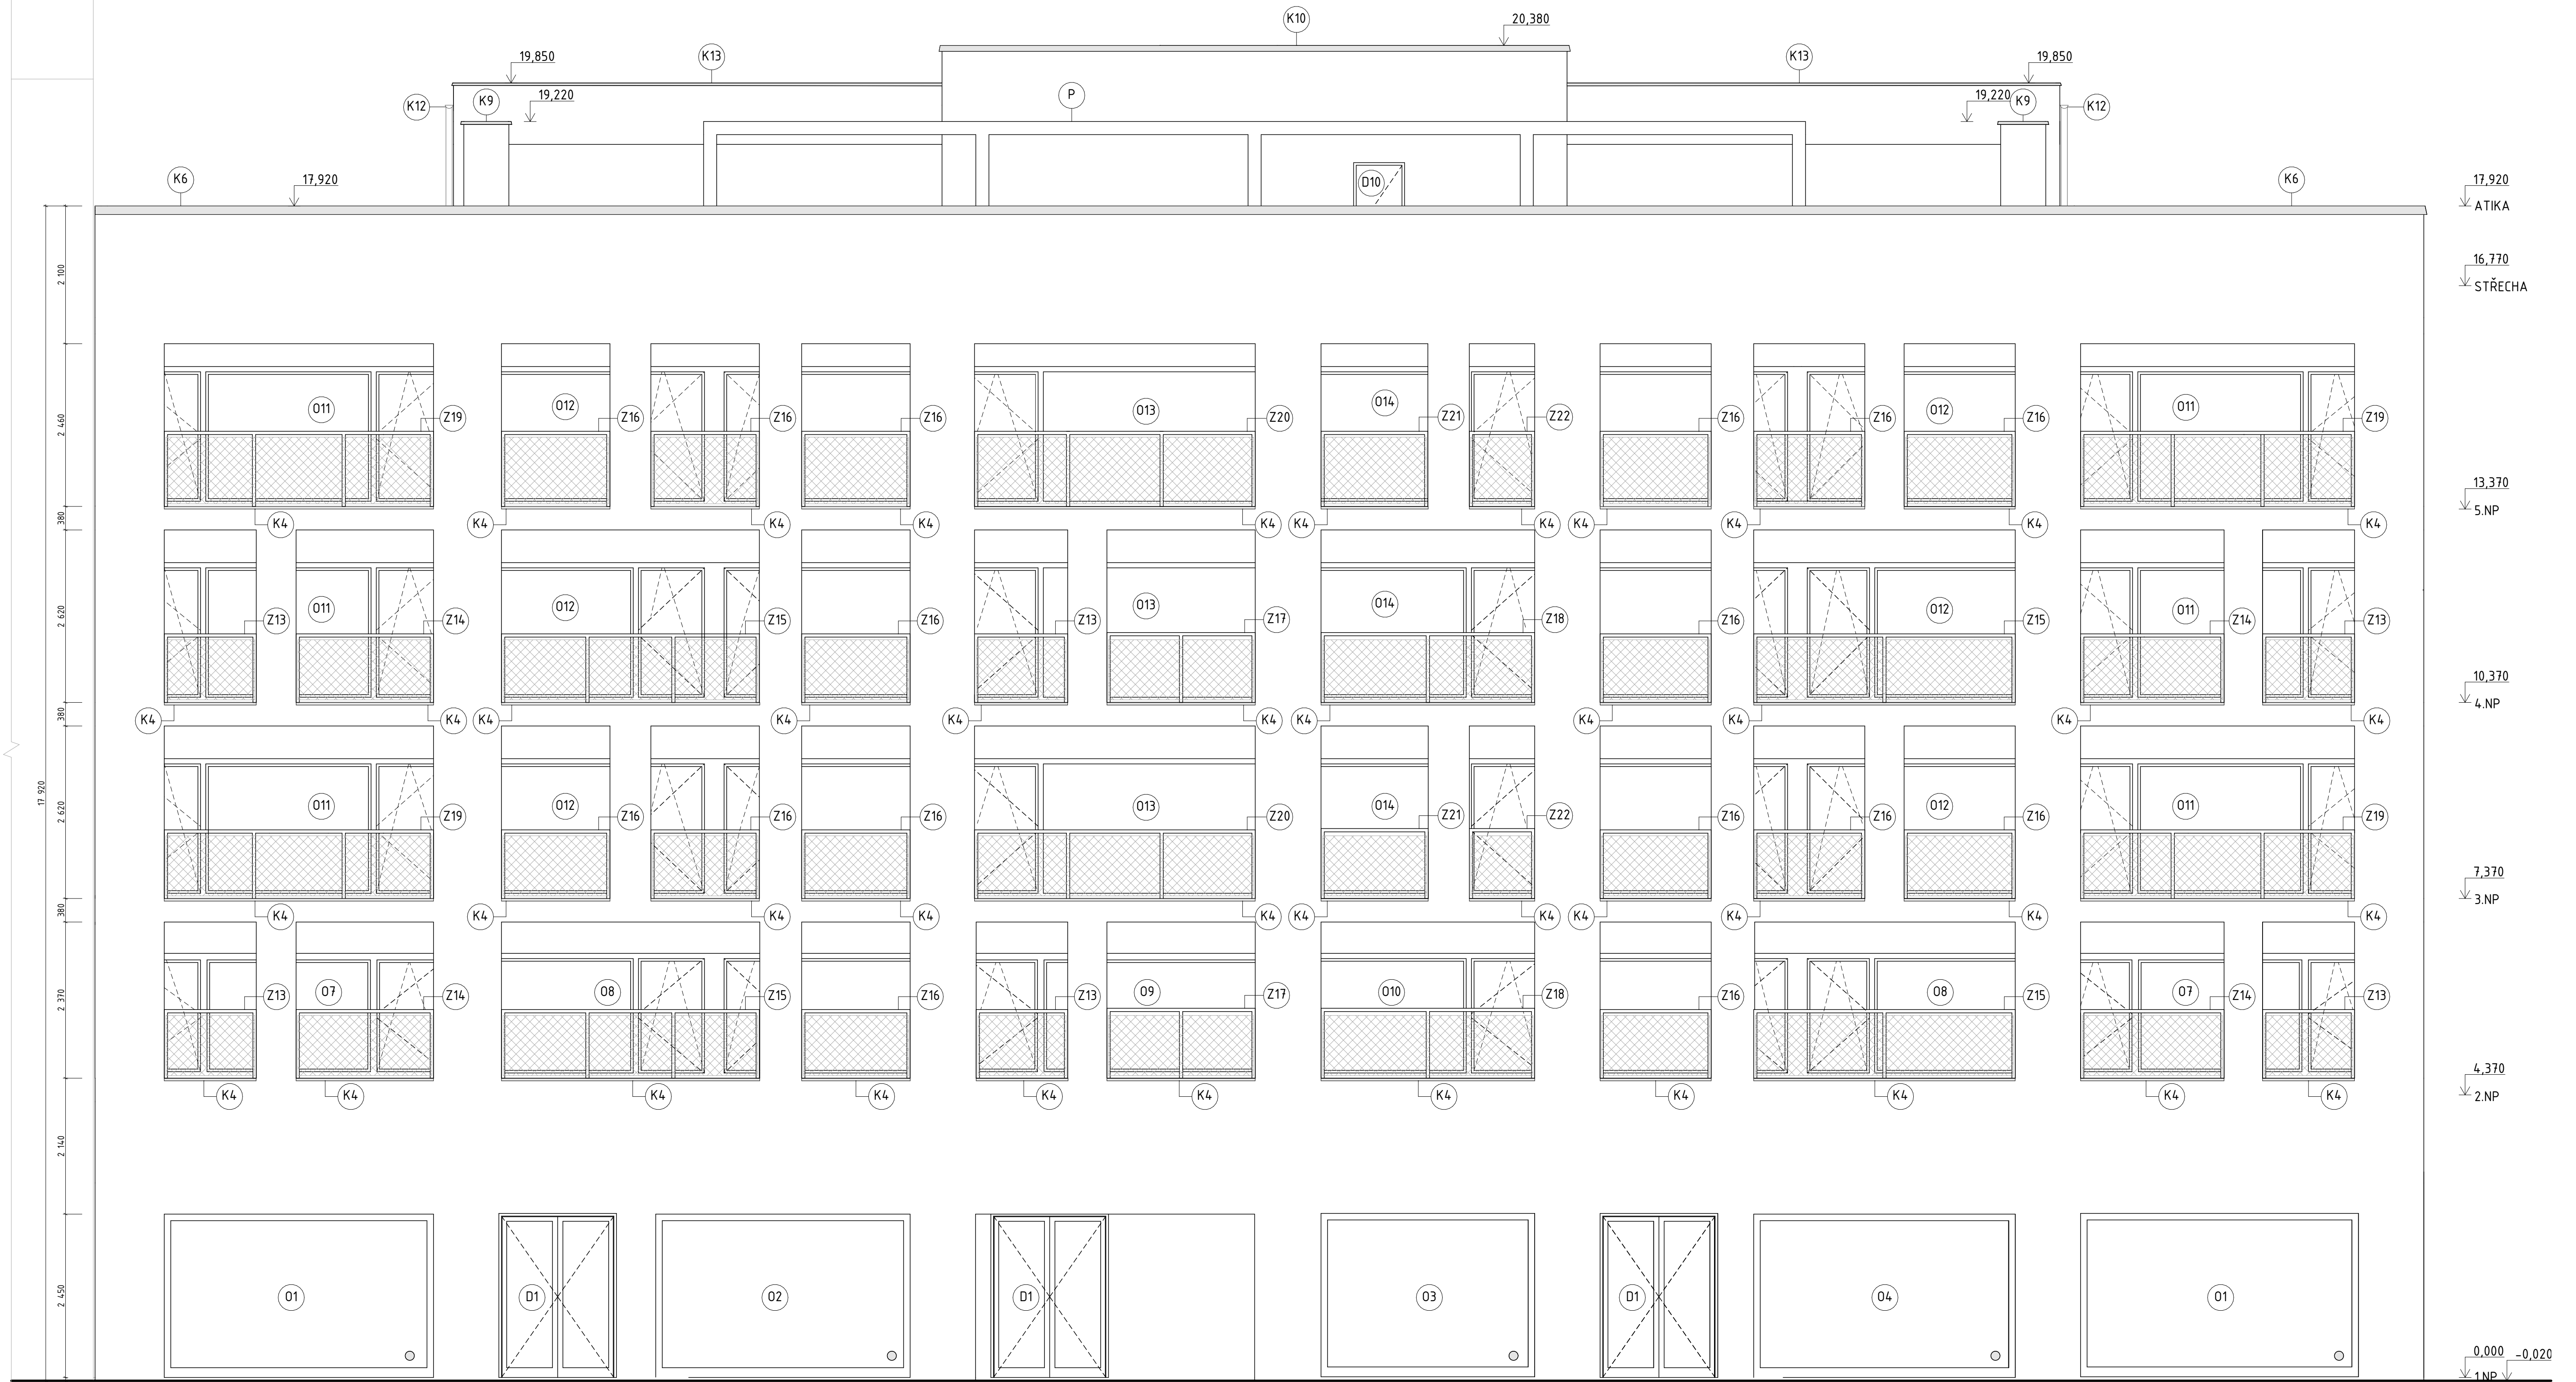 K10
20,380
19,850
K13
K13
19,850
K12
K9
19,220
P
19,220
K9
K12
K6
17,920
D10
K6
17,920
ATIKA
2 100
16,770
STŘECHA
O11
Z19
O12
Z16
Z16
Z16
O13
Z20
O14
Z21
Z22
Z16
Z16
O12
Z16
O11
Z19
2 460
13,370
5.NP
380
K4
K4
K4
K4
K4
K4
K4
K4
K4
K4
K4
Z13
O11
Z14
O12
Z15
Z16
Z13
O13
Z17
O14
Z18
Z16
O12
Z15
O11
Z14
Z13
2 620
10,370
4.NP
380
K4
K4
K4
K4
K4
K4
K4
K4
K4
K4
K4
17 920
O11
Z19
O12
Z16
Z16
Z16
O13
Z20
O14
Z21
Z22
Z16
Z16
O12
Z16
O11
Z19
2 620
7,370
3.NP
380
K4
K4
K4
K4
K4
K4
K4
K4
K4
K4
K4
Z13
O7
Z14
O8
Z15
Z16
Z13
O9
Z17
O10
Z18
Z16
O8
Z15
O7
Z14
Z13
2 370
4,370
2.NP
K4
K4
K4
K4
K4
K4
K4
K4
K4
K4
K4
2 140
2 450
O1
D1
O2
D1
O3
D1
O4
O1
0,000
-0,020
1.NP